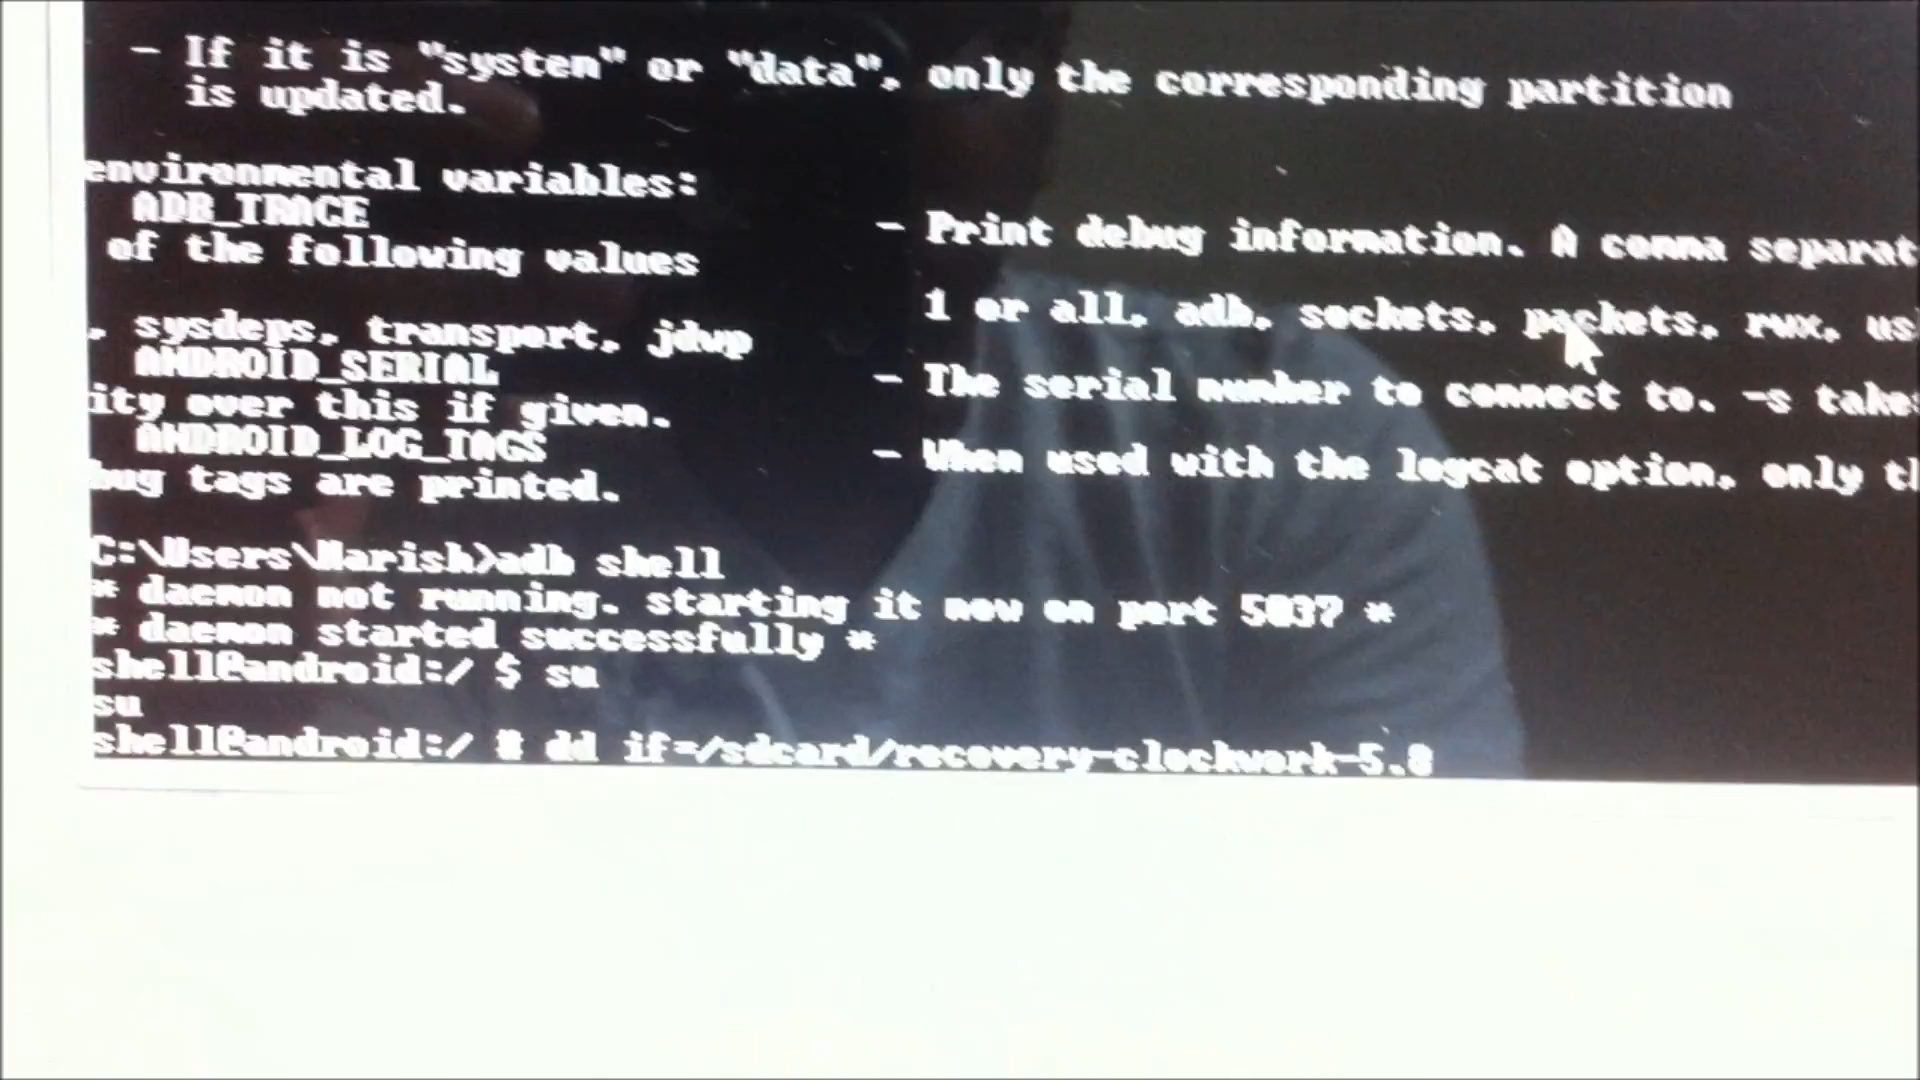 - If it is "system" or "data", only the corresponding partition
is updated.
environmental variables:
ADB_TRACE - Print debug information. A comma separat
of the following values
1 or all, adb, sockets, packets, rwx, us
, sysdeps, transport, jdwp
ANDROID_SERIAL - The serial number to connect to. -s take
ity over this if given.
ANDROID_LOG_TAGS - When used with the logcat option, only t
bug tags are printed.
C:\Users\Harish>adb shell
* daemon not running. starting it now on port 5037 *
* daemon started successfully *
shell@android:/ $ su
su
shell@android:/ # dd if=/sdcard/recovery-clockwork-5.8